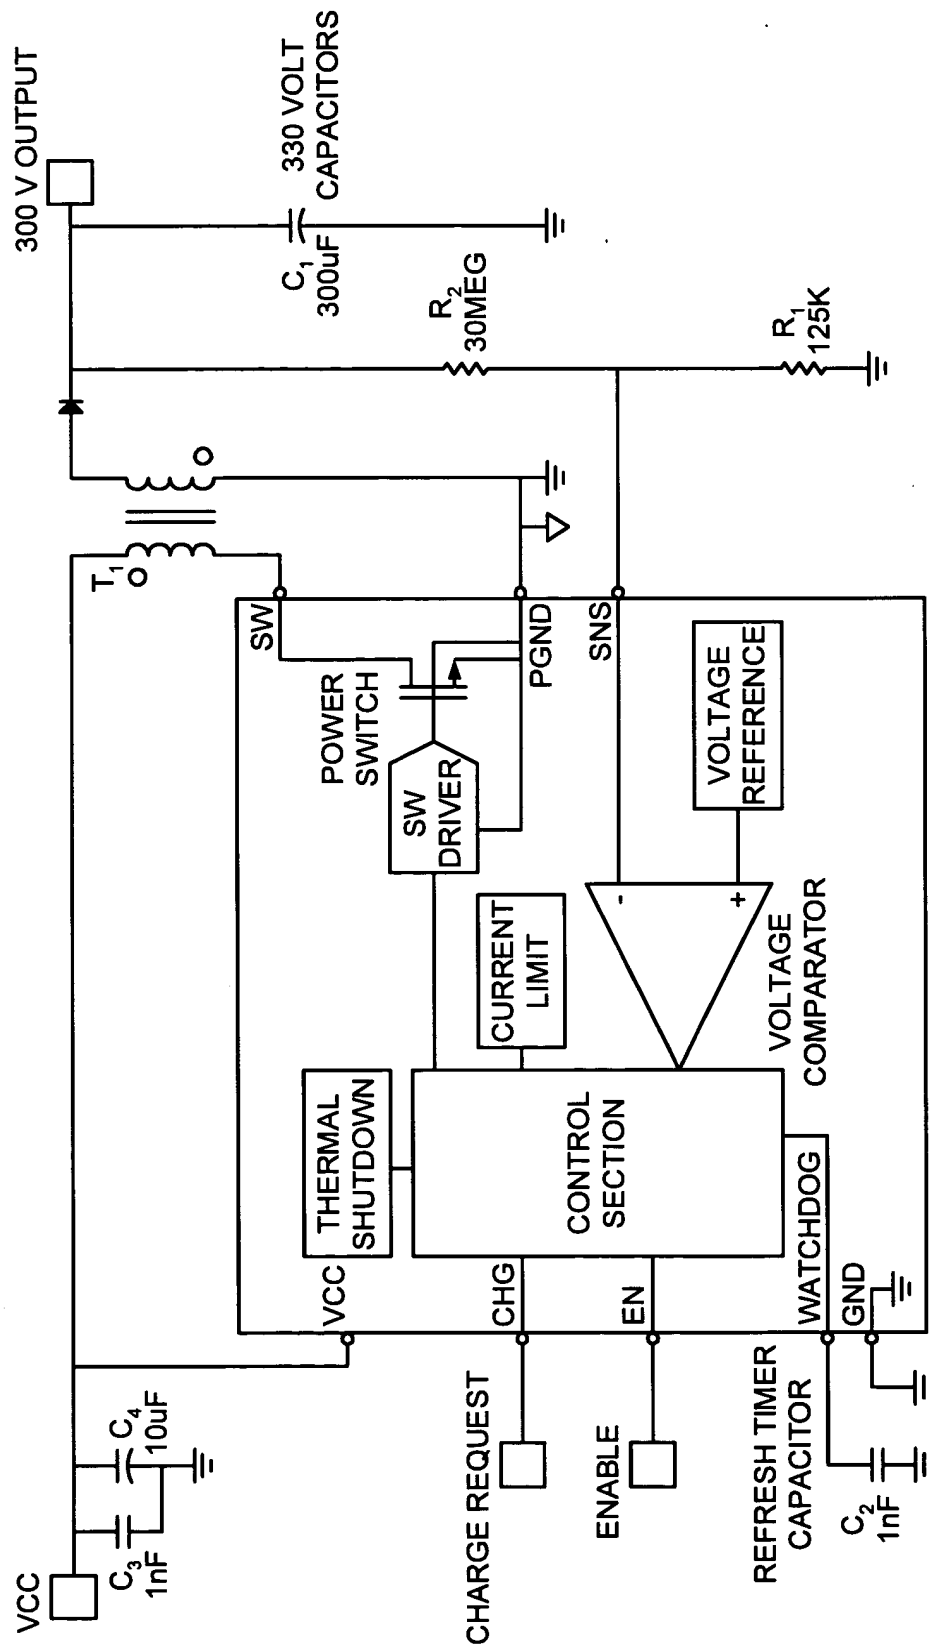 VCC
C3
1nF
C4
10uF
T1
300 V OUTPUT
330 VOLT
CAPACITORS
C1
300uF
R2
30MEG
R1
125K
SW
POWER
SWITCH
SW
DRIVER
PGND
SNS
VOLTAGE
REFERENCE
-
+
VOLTAGE
COMPARATOR
CURRENT
LIMIT
THERMAL
SHUTDOWN
CONTROL
SECTION
VCC
CHG
EN
WATCHDOG
GND
CHARGE REQUEST
ENABLE
REFRESH TIMER
CAPACITOR
C2
1nF